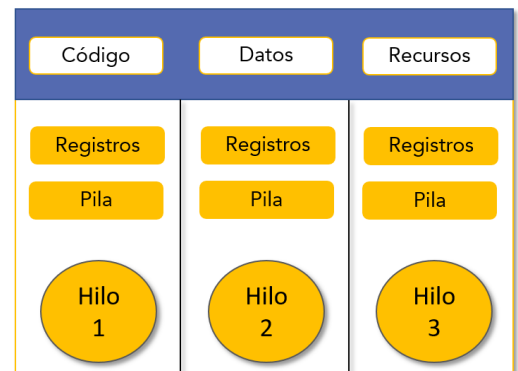 Código Datos Recursos
Registros Registros Registros
Pila Pila Pila
Hilo Hilo Hilo
1 2 3